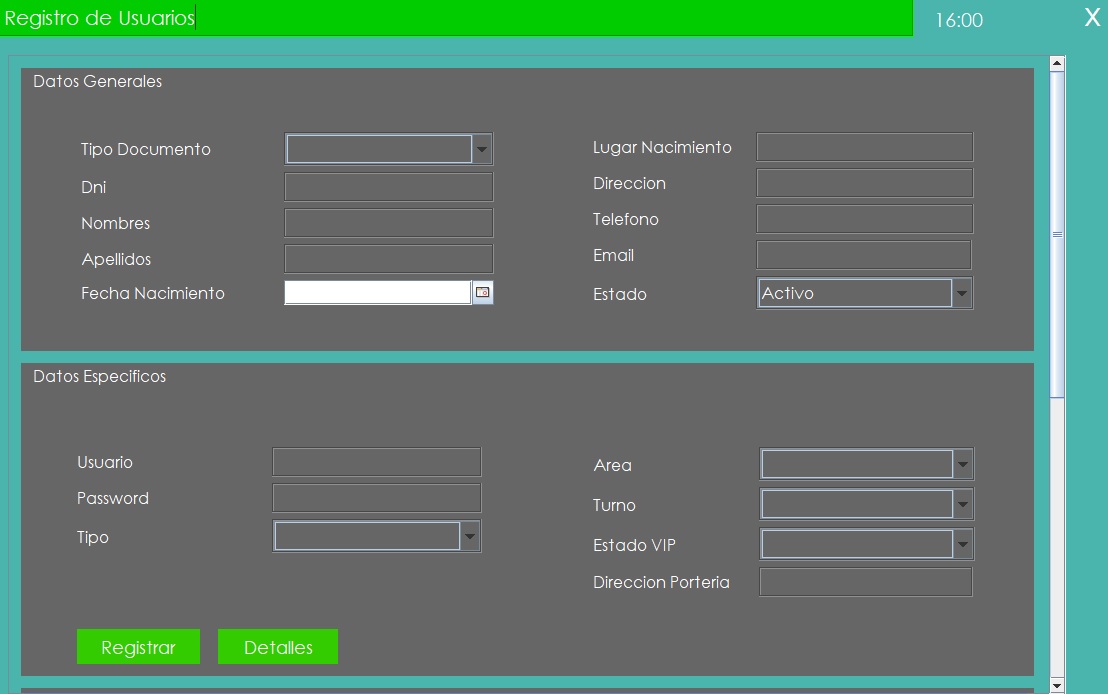 Registro de Usuarios
16:00
X
Datos Generales
Tipo Documento
Dni
Nombres
Apellidos
Fecha Nacimiento
Lugar Nacimiento
Direccion
Telefono
Email
Estado
Activo
Datos Especificos
Usuario
Password
Tipo
Area
Turno
Estado VIP
Direccion Porteria
Registrar
Detalles